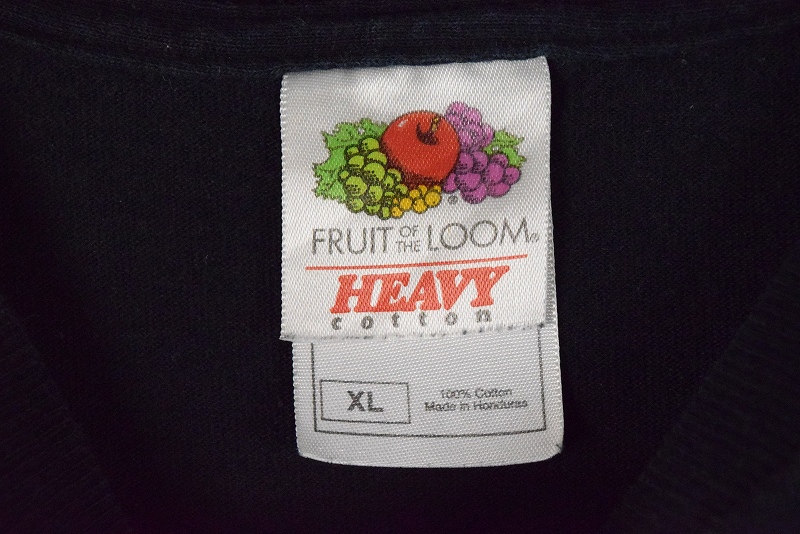 ®
FRUIT OF THE LOOM®
HEAVY
cotton
XL
100% Cotton
Made in Honduras